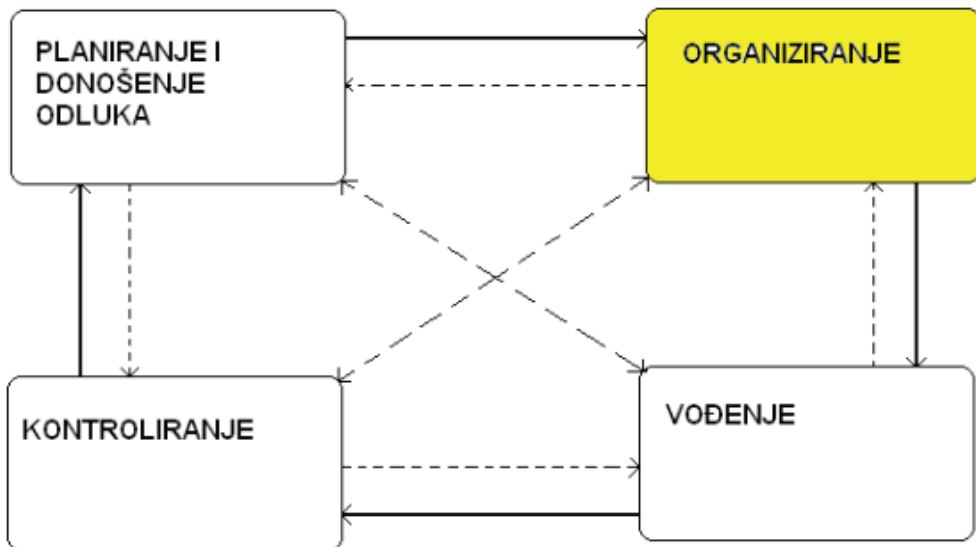 PLANIRANJE I
DONOŠENJE
ODLUKA
ORGANIZIRANJE
KONTROLIRANJE
VOĐENJE